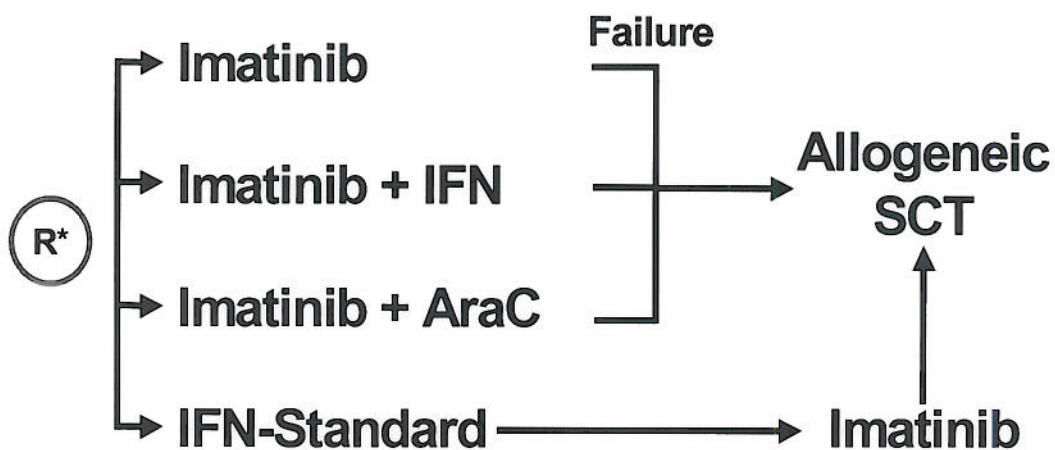 Failure
Imatinib
Imatinib + IFN
Allogeneic
SCT
R*
Imatinib + AraC
IFN-Standard
Imatinib